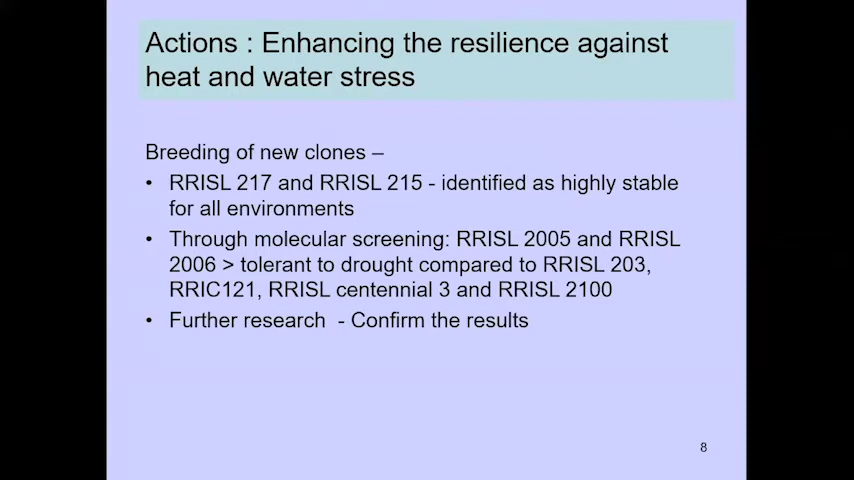 Actions : Enhancing the resilience against
heat and water stress
Breeding of new clones –
• RRISL 217 and RRISL 215 - identified as highly stable
for all environments
• Through molecular screening: RRISL 2005 and RRISL
2006 > tolerant to drought compared to RRISL 203,
RRIC121, RRISL centennial 3 and RRISL 2100
• Further research  - Confirm the results
8